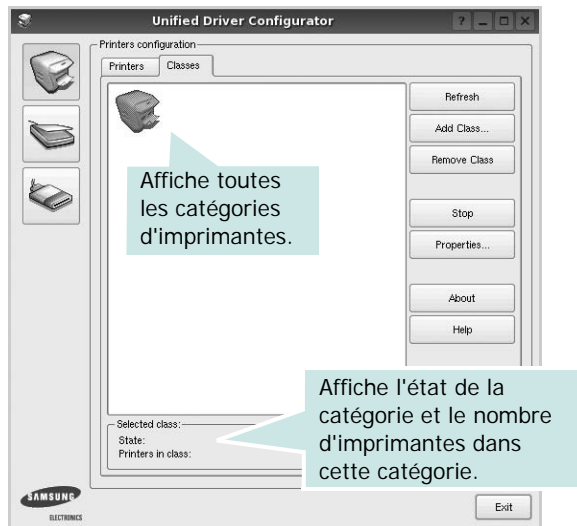 Unified Driver Configurator
Printers configuration
Printers
Classes
Refresh
Add Class...
Remove Class
Stop
Properties...
About
Help
Affiche toutes
les catégories
d'imprimantes.
Affiche l'état de la
catégorie et le nombre
d'imprimantes dans
cette catégorie.
Selected class:
State:
Printers in class:
SAMSUNG
ELECTRONICS
Exit